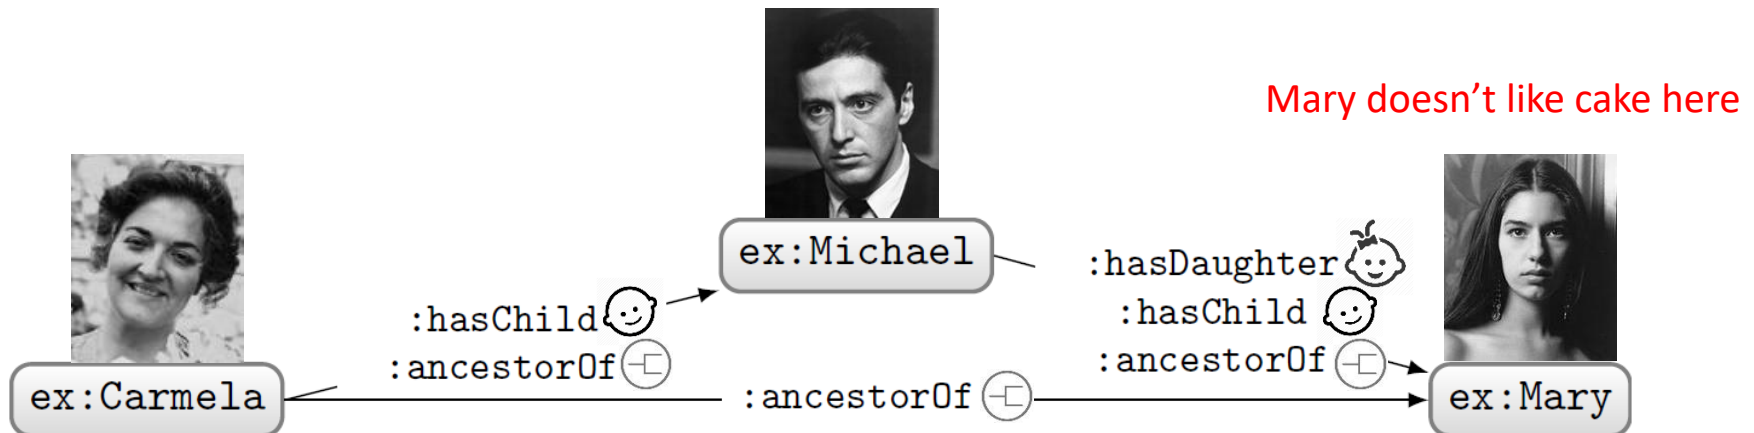 Mary doesn’t like cake here
ex:Michael
:hasDaughter
:hasChild
:hasChild
:ancestorOf
:ancestorOf
ex:Carmela
:ancestorOf
ex:Mary